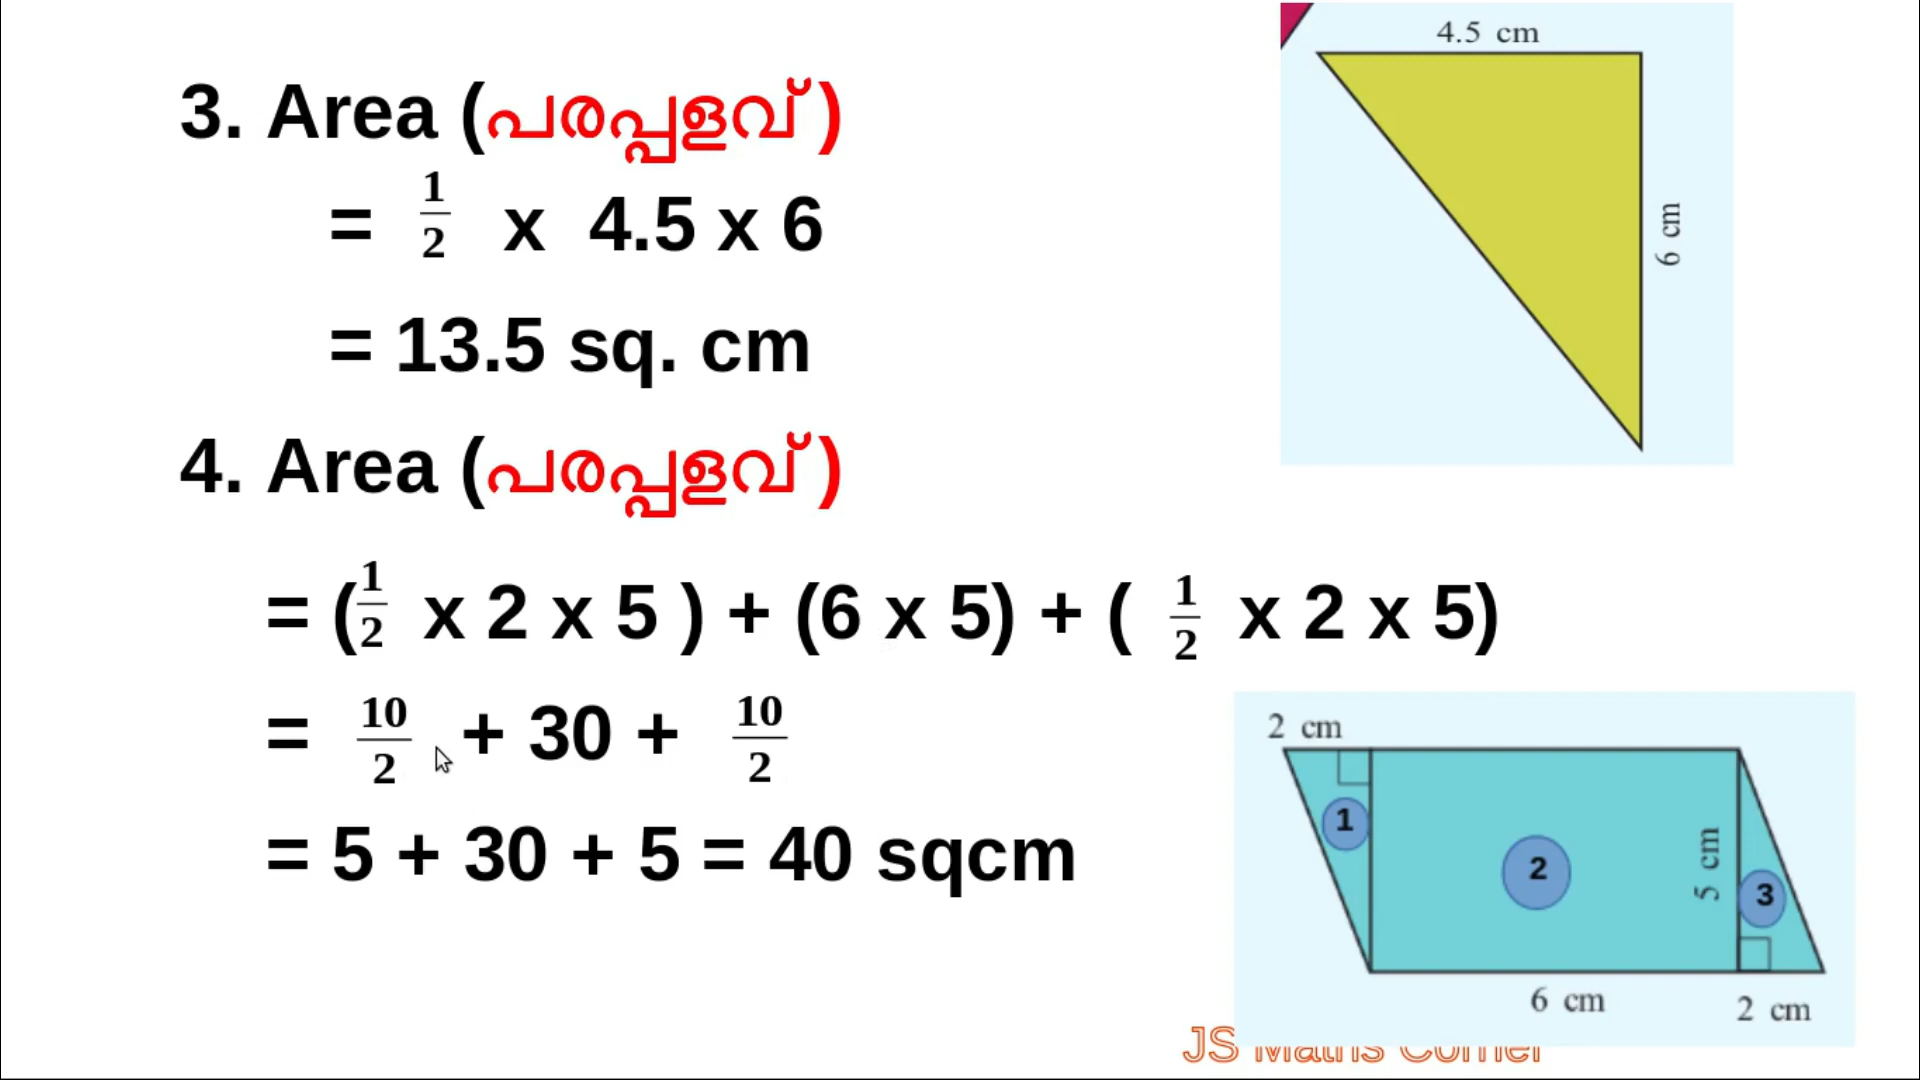 3. Area (പരപ്പളവ്)
= 1/2 x 4.5 x 6
= 13.5 sq. cm
4.5 cm
6 cm
4. Area (പരപ്പളവ്)
= (1/2 x 2 x 5 ) + (6 x 5) + ( 1/2 x 2 x 5)
= 10/2 + 30 + 10/2
= 5 + 30 + 5 = 40 sqcm
2 cm
1
2
5 cm
3
6 cm
2 cm
JS Maths Corner